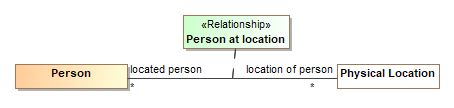 «Relationship»
Person at location
Person
located person
location of person
Physical Location
*
*